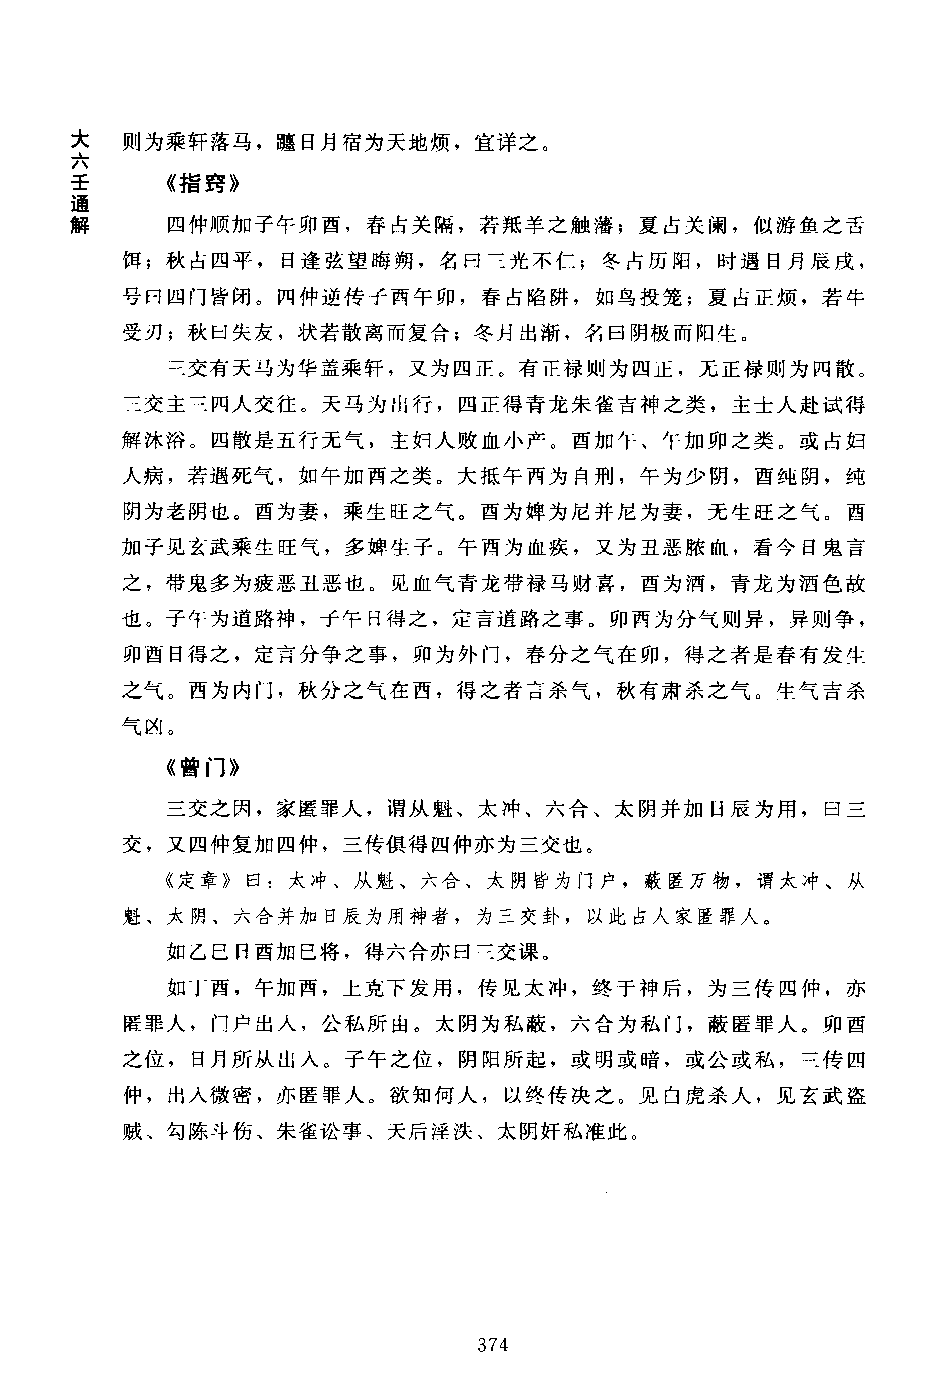 大六壬通解
则为乘轩落马，躔日月宿为天地烦，宜详之。
《指窍》
四仲顺加子午卯酉，春占关隔，若羝羊之触藩；夏占关阑，似游鱼之舌
饵；秋占四平，日逢弦望晦朔，名曰三光不仁；冬占历阳，时遇日月辰戌，
号曰四门皆闭。四仲逆传子酉午卯，春占陷阱，如鸟投笼；夏占正烦，若牛
受刃；秋曰失友，状若散离而复合；冬月出渐，名曰阴极而阳生。
三交有天马为华盖乘轩，又为四正。有正禄则为四正，无正禄则为四散。
三交主三四人交往。天马为出行，四正得青龙朱雀吉神之类，主士人赴试得
解沐浴。四散是五行无气，主妇人败血小产。酉加午、午加卯之类。或占妇
人病，若遇死气，如午加酉之类。大抵午酉为自刑，午为少阴，酉纯阴，纯
阴为老阴也。酉为妻，乘生旺之气。酉为婢为尼并尼为妻，无生旺之气。酉
加子见玄武乘生旺气，多婢生子。午酉为血疾，又为丑恶脓血，看今日鬼言
之，带鬼多为疲恶丑恶也。见血气青龙带禄马财喜，酉为酒，青龙为酒色故
也。子午为道路神，子午日得之，定言道路之事。卯酉为分气则异，异则争，
卯酉日得之，定言分争之事，卯为外门，春分之气在卯，得之者是春有发生
之气。酉为内门，秋分之气在酉，得之者言杀气，秋有肃杀之气。生气吉杀
气凶。
《曾门》
三交之因，家匿罪人，谓从魁、太冲、六合、太阴并加日辰为用，曰三
交，又四仲复加四仲，三传俱得四仲亦为三交也。
《定章》曰：太冲、从魁、六合、太阴皆为门户，蔽匿万物，谓太冲、从
魁、太阴、六合并加日辰为用神者，为三交卦，以此占人家匿罪人。
如乙巳日酉加巳将，得六合亦曰三交课。
如丁酉，午加酉，上克下发用，传见太冲，终于神后，为三传四仲，亦
匿罪人，门户出入，公私所由。太阴为私蔽，六合为私门，蔽匿罪人。卯酉
之位，日月所从出入。子午之位，阴阳所起，或明或暗，或公或私，三传四
仲，出入微密，亦匿罪人。欲知何人，以终传决之。见白虎杀人，见玄武盗
贼、勾陈斗伤、朱雀讼事、天后淫泆、太阴奸私准此。
374